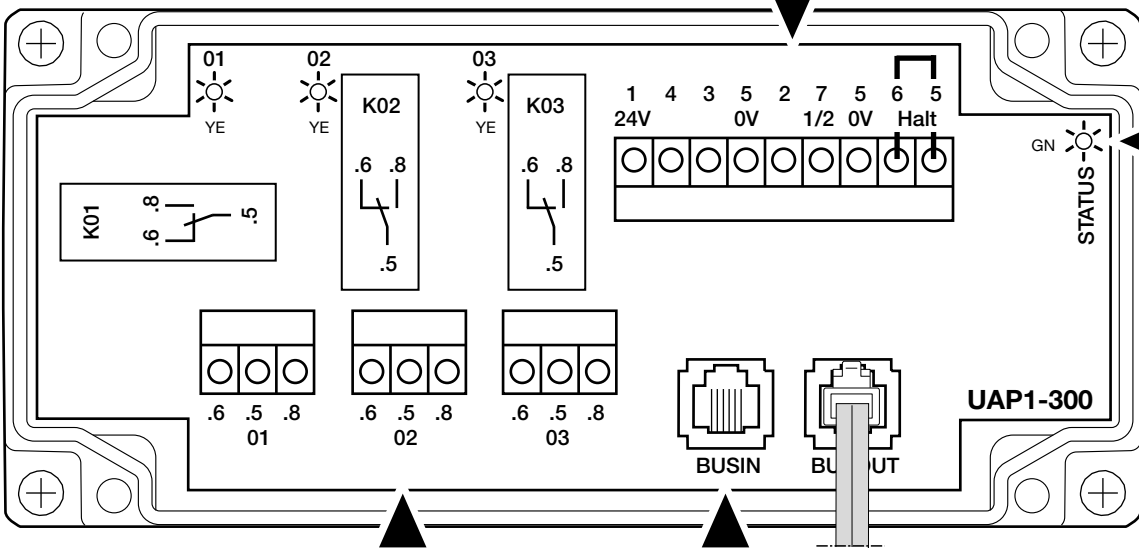 01 02 03
YE YE YE
K02 K03
1 4 3 5 2 7 5 6 5
24V 0V 1/2 0V Halt
GN
STATUS
K01 .8 .6 .5
.6 .8 .5
.6 .8 .5
.6 .5 .8
01
.6 .5 .8
02
.6 .5 .8
03
BUSIN
UAP1-300